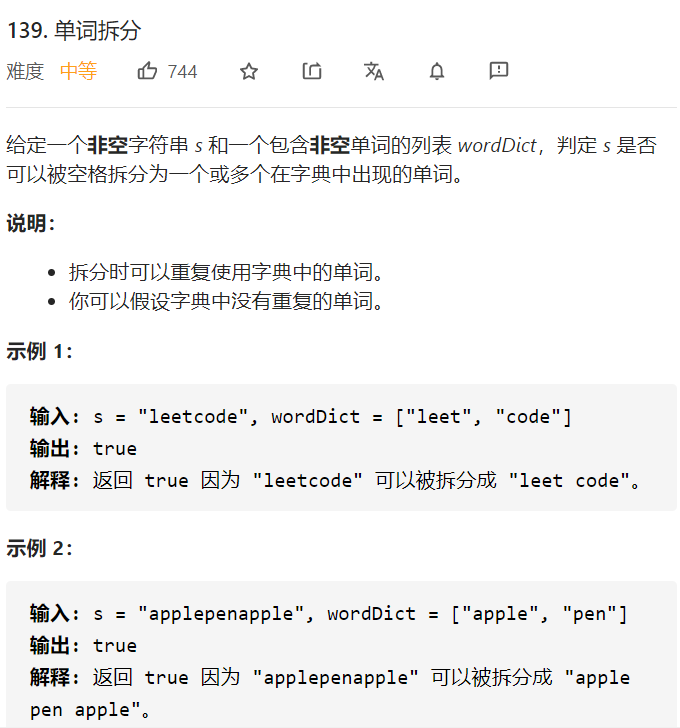 139. 单词拆分
难度 中等 744
给定一个非空字符串 s 和一个包含非空单词的列表 wordDict，判定 s 是否
可以被空格拆分为一个或多个在字典中出现的单词。
说明：
• 拆分时可以重复使用字典中的单词。
• 你可以假设字典中没有重复的单词。
示例 1：
输入: s = "leetcode", wordDict = ["leet", "code"]
输出: true
解释: 返回 true 因为 "leetcode" 可以被拆分成 "leet code"。
示例 2：
输入: s = "applepenapple", wordDict = ["apple", "pen"]
输出: true
解释: 返回 true 因为 "applepenapple" 可以被拆分成 "apple
pen apple"。